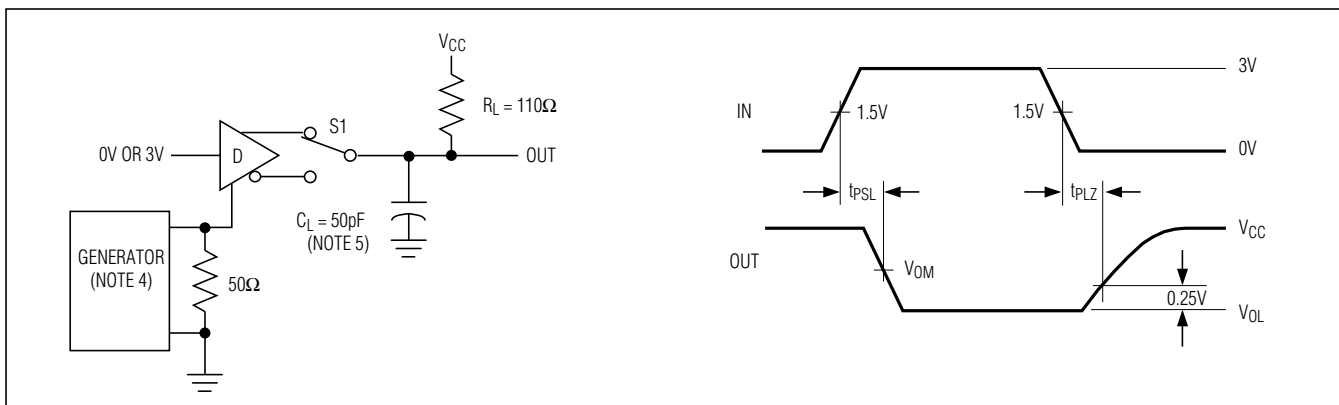 VCC
RL = 110Ω
S1
0V OR 3V
D
OUT
CL = 50pF
(NOTE 5)
GENERATOR
(NOTE 4)
50Ω
3V
IN
1.5V
1.5V
0V
tPSL
tPLZ
VCC
OUT
VOM
0.25V
VOL